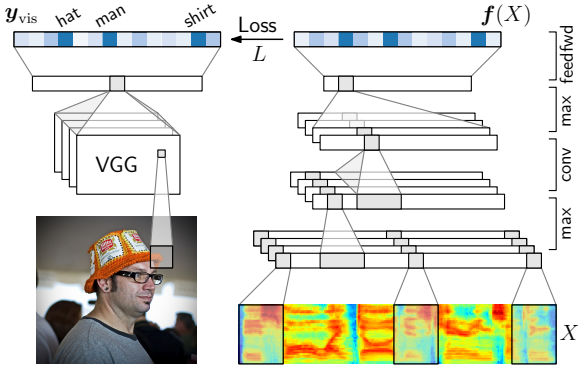 y_vis
hat
man
shirt
Loss
L
f(X)
feedfwd
max
conv
max
VGG
X